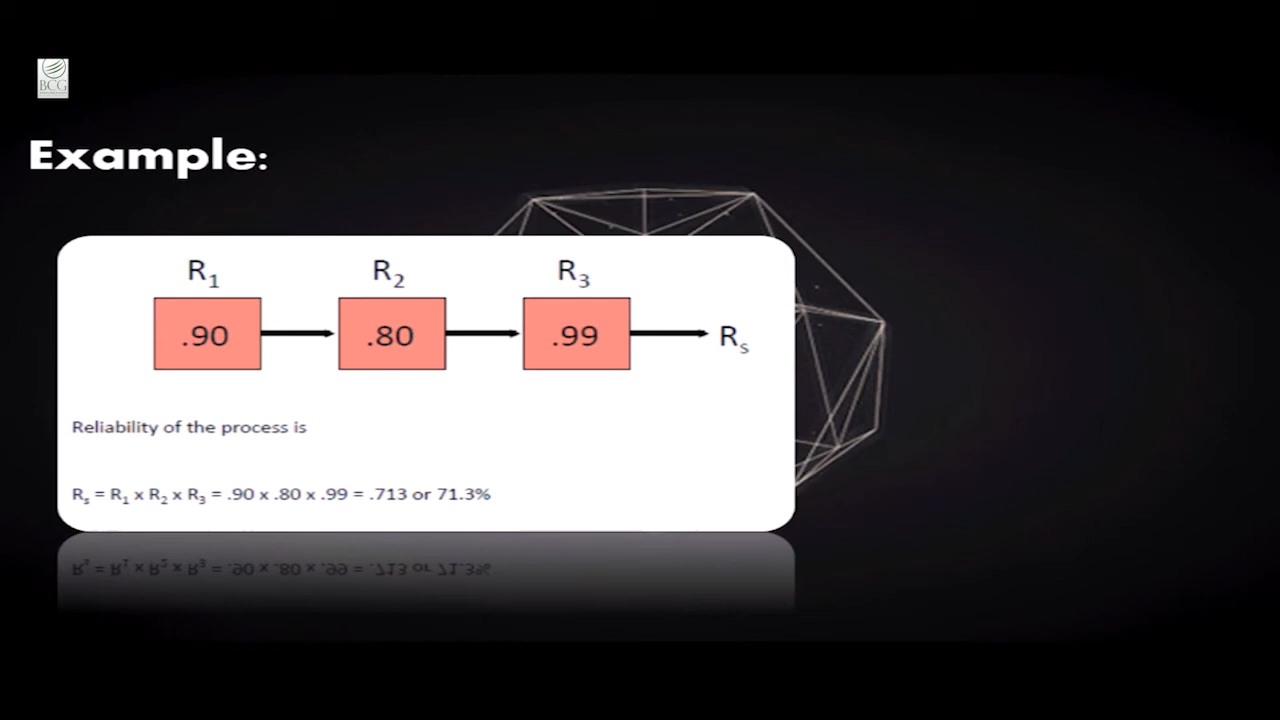 BCG
Example:
R₁ R₂ R₃
.90 .80 .99 Rₛ
Reliability of the process is
Rₛ = R₁ x R₂ x R₃ = .90 x .80 x .99 = .713 or 71.3%